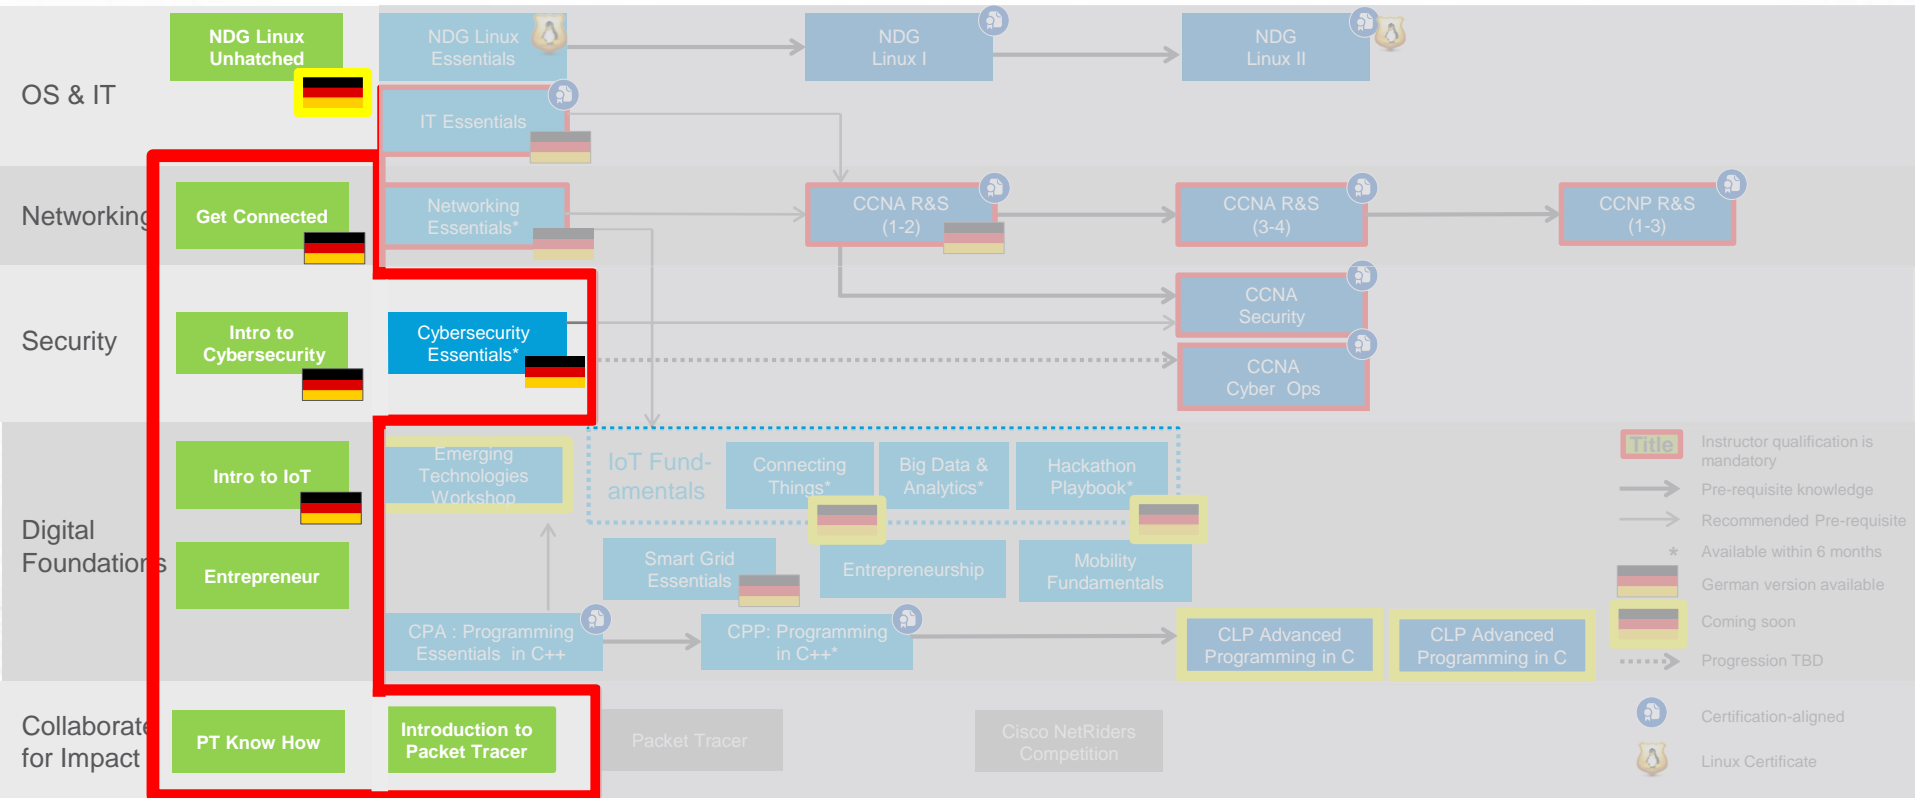 NDG Linux
Unhatched
NDG Linux
Essentials
NDG
Linux I
NDG
Linux II
OS & IT
IT Essentials
Networking
Get Connected
Networking
Essentials*
CCNA R&S
(1-2)
CCNA R&S
(3-4)
CCNP R&S
(1-3)
Security
Intro to
Cybersecurity
Cybersecurity
Essentials*
CCNA
Security
CCNA
Cyber Ops
Digital
Foundations
Intro to IoT
Emerging
Technologies
Workshop
IoT Fund-
amentals
Connecting
Things*
Big Data &
Analytics*
Hackathon
Playbook*
Entrepreneur
Smart Grid
Essentials
Entrepreneurship
Mobility
Fundamentals
CPA : Programming
Essentials in C++
CPP: Programming
in C++*
CLP Advanced
Programming in C
CLP Advanced
Programming in C
Title
Instructor qualification is
mandatory
Pre-requisite knowledge
Recommended Pre-requisite
* Available within 6 months
German version available
Coming soon
Progression TBD
Collaborate
for Impact
PT Know How
Introduction to
Packet Tracer
Packet Tracer
Cisco NetRiders
Competition
Certification-aligned
Linux Certificate